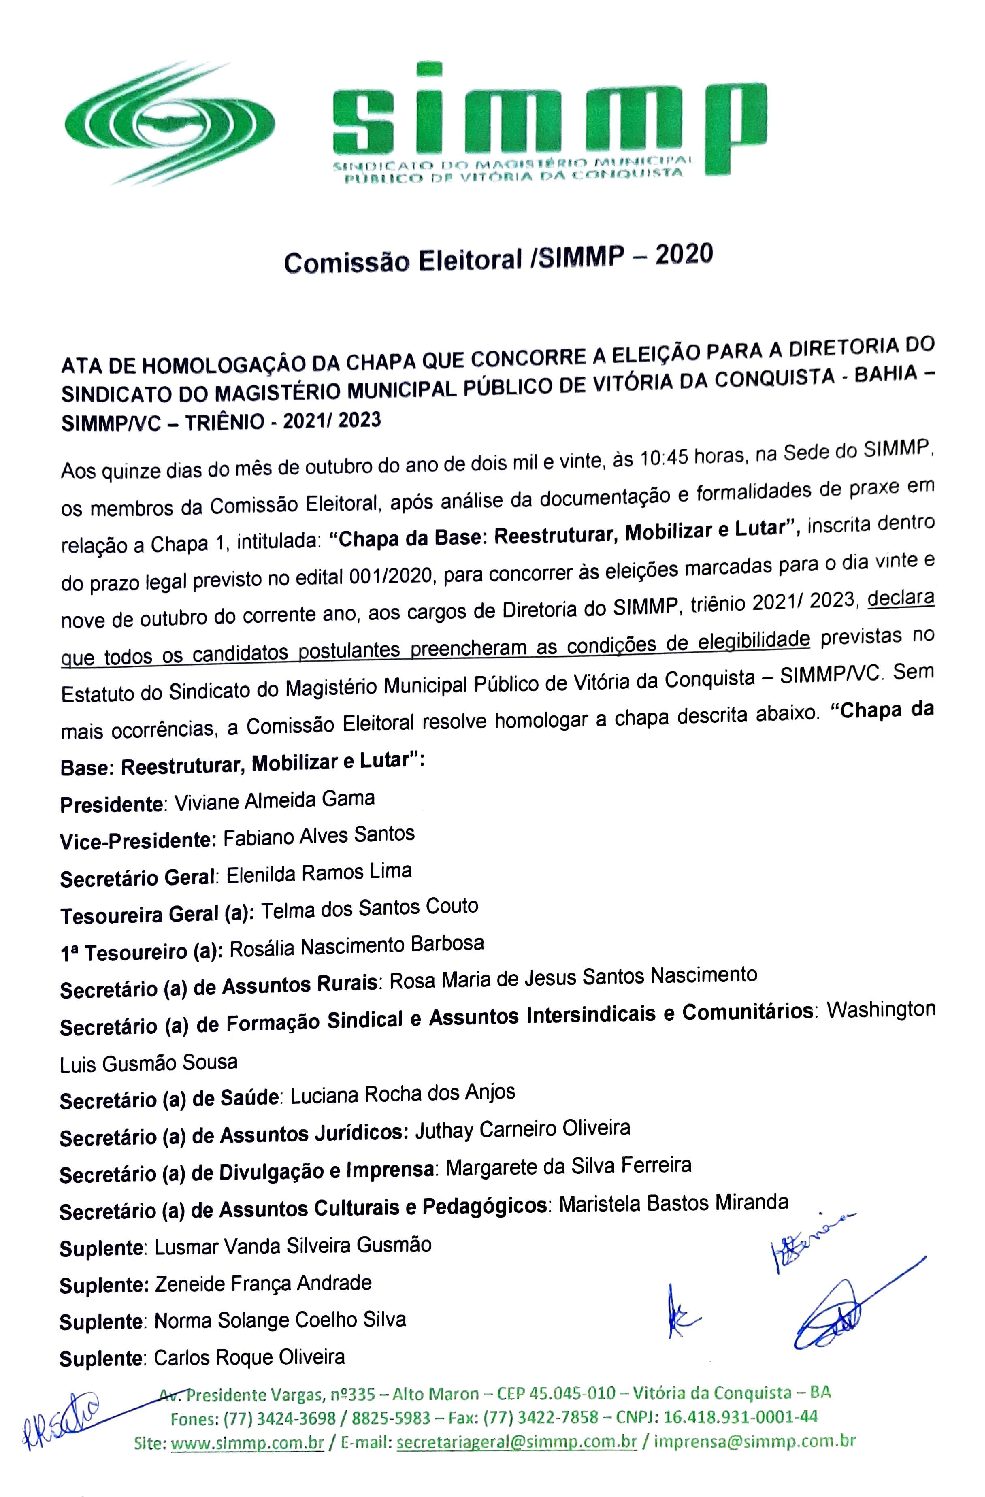 simmp
SINDICATO DO MAGISTÉRIO MUNICIPAL
PÚBLICO DE VITÓRIA DA CONQUISTA
Comissão Eleitoral /SIMMP – 2020
ATA DE HOMOLOGAÇÃO DA CHAPA QUE CONCORRE A ELEIÇÃO PARA A DIRETORIA DO
SINDICATO DO MAGISTÉRIO MUNICIPAL PÚBLICO DE VITÓRIA DA CONQUISTA - BAHIA –
SIMMP/VC – TRIÊNIO - 2021/ 2023
Aos quinze dias do mês de outubro do ano de dois mil e vinte, às 10:45 horas, na Sede do SIMMP,
os membros da Comissão Eleitoral, após análise da documentação e formalidades de praxe em
relação a Chapa 1, intitulada: “Chapa da Base: Reestruturar, Mobilizar e Lutar”, inscrita dentro
do prazo legal previsto no edital 001/2020, para concorrer às eleições marcadas para o dia vinte e
nove de outubro do corrente ano, aos cargos de Diretoria do SIMMP, triênio 2021/ 2023, declara
que todos os candidatos postulantes preencheram as condições de elegibilidade previstas no
Estatuto do Sindicato do Magistério Municipal Público de Vitória da Conquista – SIMMP/VC. Sem
mais ocorrências, a Comissão Eleitoral resolve homologar a chapa descrita abaixo. “Chapa da
Base: Reestruturar, Mobilizar e Lutar”:
Presidente: Viviane Almeida Gama
Vice-Presidente: Fabiano Alves Santos
Secretário Geral: Elenilda Ramos Lima
Tesoureira Geral (a): Telma dos Santos Couto
1ª Tesoureiro (a): Rosália Nascimento Barbosa
Secretário (a) de Assuntos Rurais: Rosa Maria de Jesus Santos Nascimento
Secretário (a) de Formação Sindical e Assuntos Intersindicais e Comunitários: Washington
Luis Gusmão Sousa
Secretário (a) de Saúde: Luciana Rocha dos Anjos
Secretário (a) de Assuntos Jurídicos: Juthay Carneiro Oliveira
Secretário (a) de Divulgação e Imprensa: Margarete da Silva Ferreira
Secretário (a) de Assuntos Culturais e Pedagógicos: Maristela Bastos Miranda
Suplente: Lusmar Vanda Silveira Gusmão
Suplente: Zeneide França Andrade
Suplente: Norma Solange Coelho Silva
Suplente: Carlos Roque Oliveira
Av. Presidente Vargas, nº335 – Alto Maron – CEP 45.045-010 – Vitória da Conquista – BA
Fones: (77) 3424-3698 / 8825-5983 – Fax: (77) 3422-7858 – CNPJ: 16.418.931-0001-44
Site: www.simmp.com.br / E-mail: secretariageral@simmp.com.br / imprensa@simmp.com.br